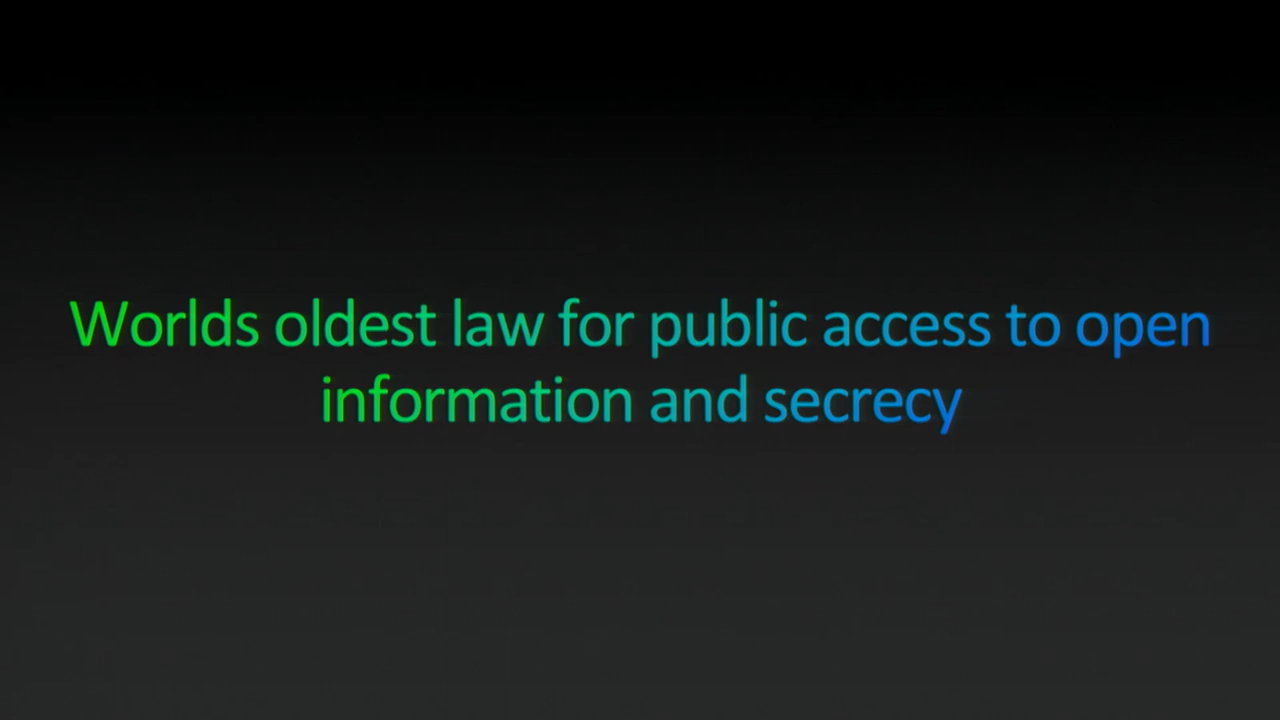 Worlds oldest law for public access to open
information and secrecy